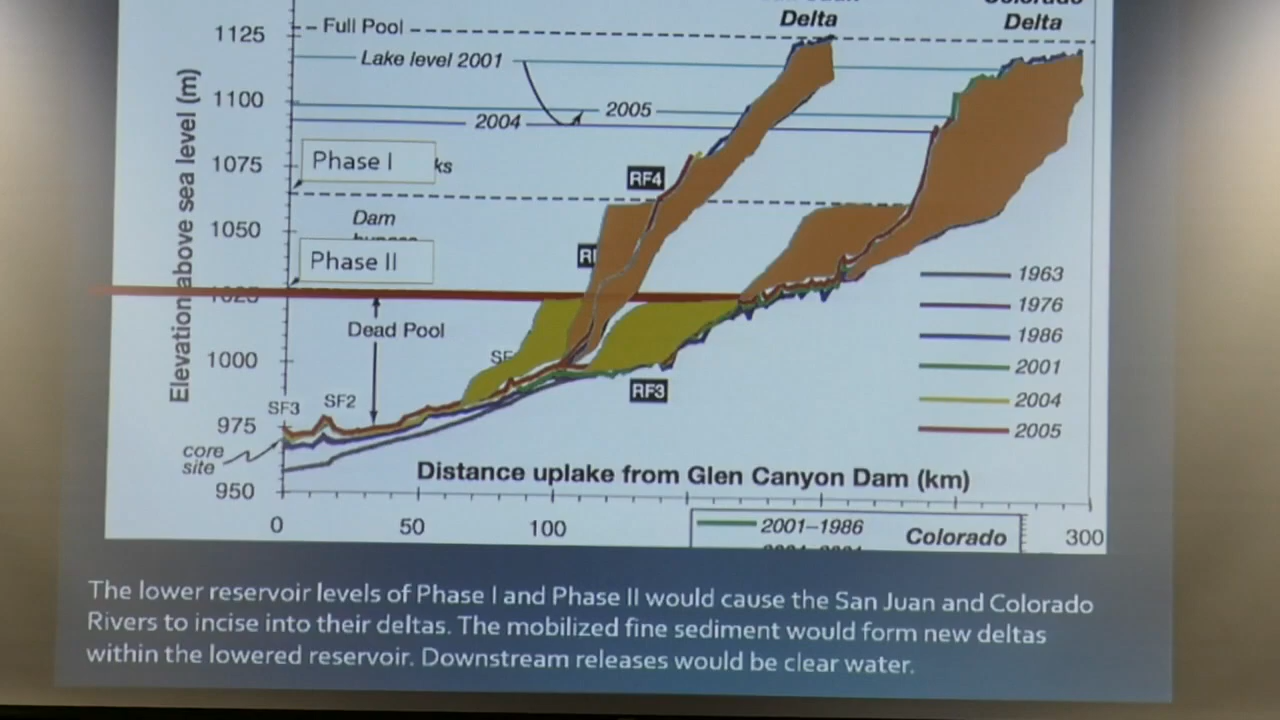 Delta
Delta
1125
Full Pool
Lake level 2001
1100
2005
2004
Phase I
ks
1075
RF4
Dam
1050
Phase II
1963
1025
1976
Dead Pool
1986
1000
2001
RF3
2004
SF3
SF2
975
2005
core
site
Elevation above sea level (m)
Distance uplake from Glen Canyon Dam (km)
950
0
50
100
300
2001–1986
Colorado
The lower reservoir levels of Phase I and Phase II would cause the San Juan and Colorado
Rivers to incise into their deltas. The mobilized fine sediment would form new deltas
within the lowered reservoir. Downstream releases would be clear water.